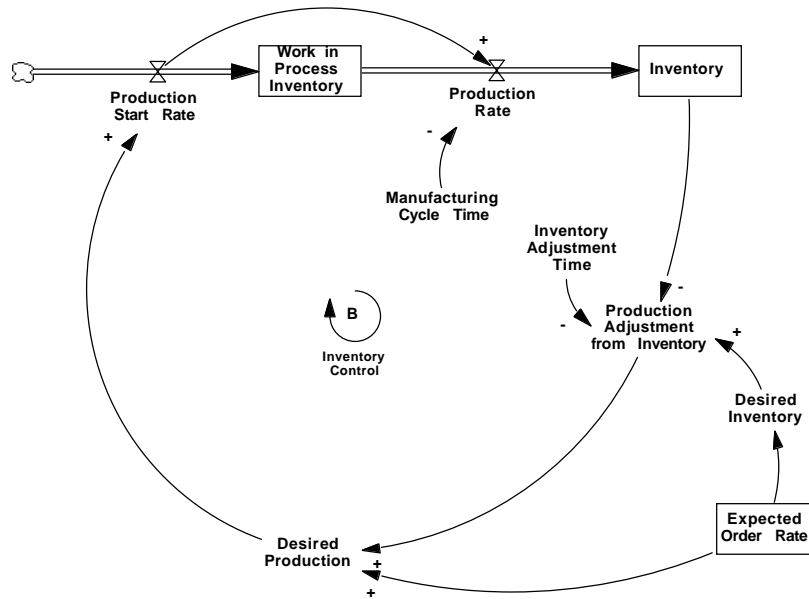 +
Work in
Process
Inventory
Inventory
Production
Start Rate
Production
Rate
+
-
Manufacturing
Cycle Time
Inventory
Adjustment
Time
-
-
Production
Adjustment
from Inventory
+
B
Inventory
Control
Desired
Inventory
Expected
Order Rate
Desired
Production
+
+